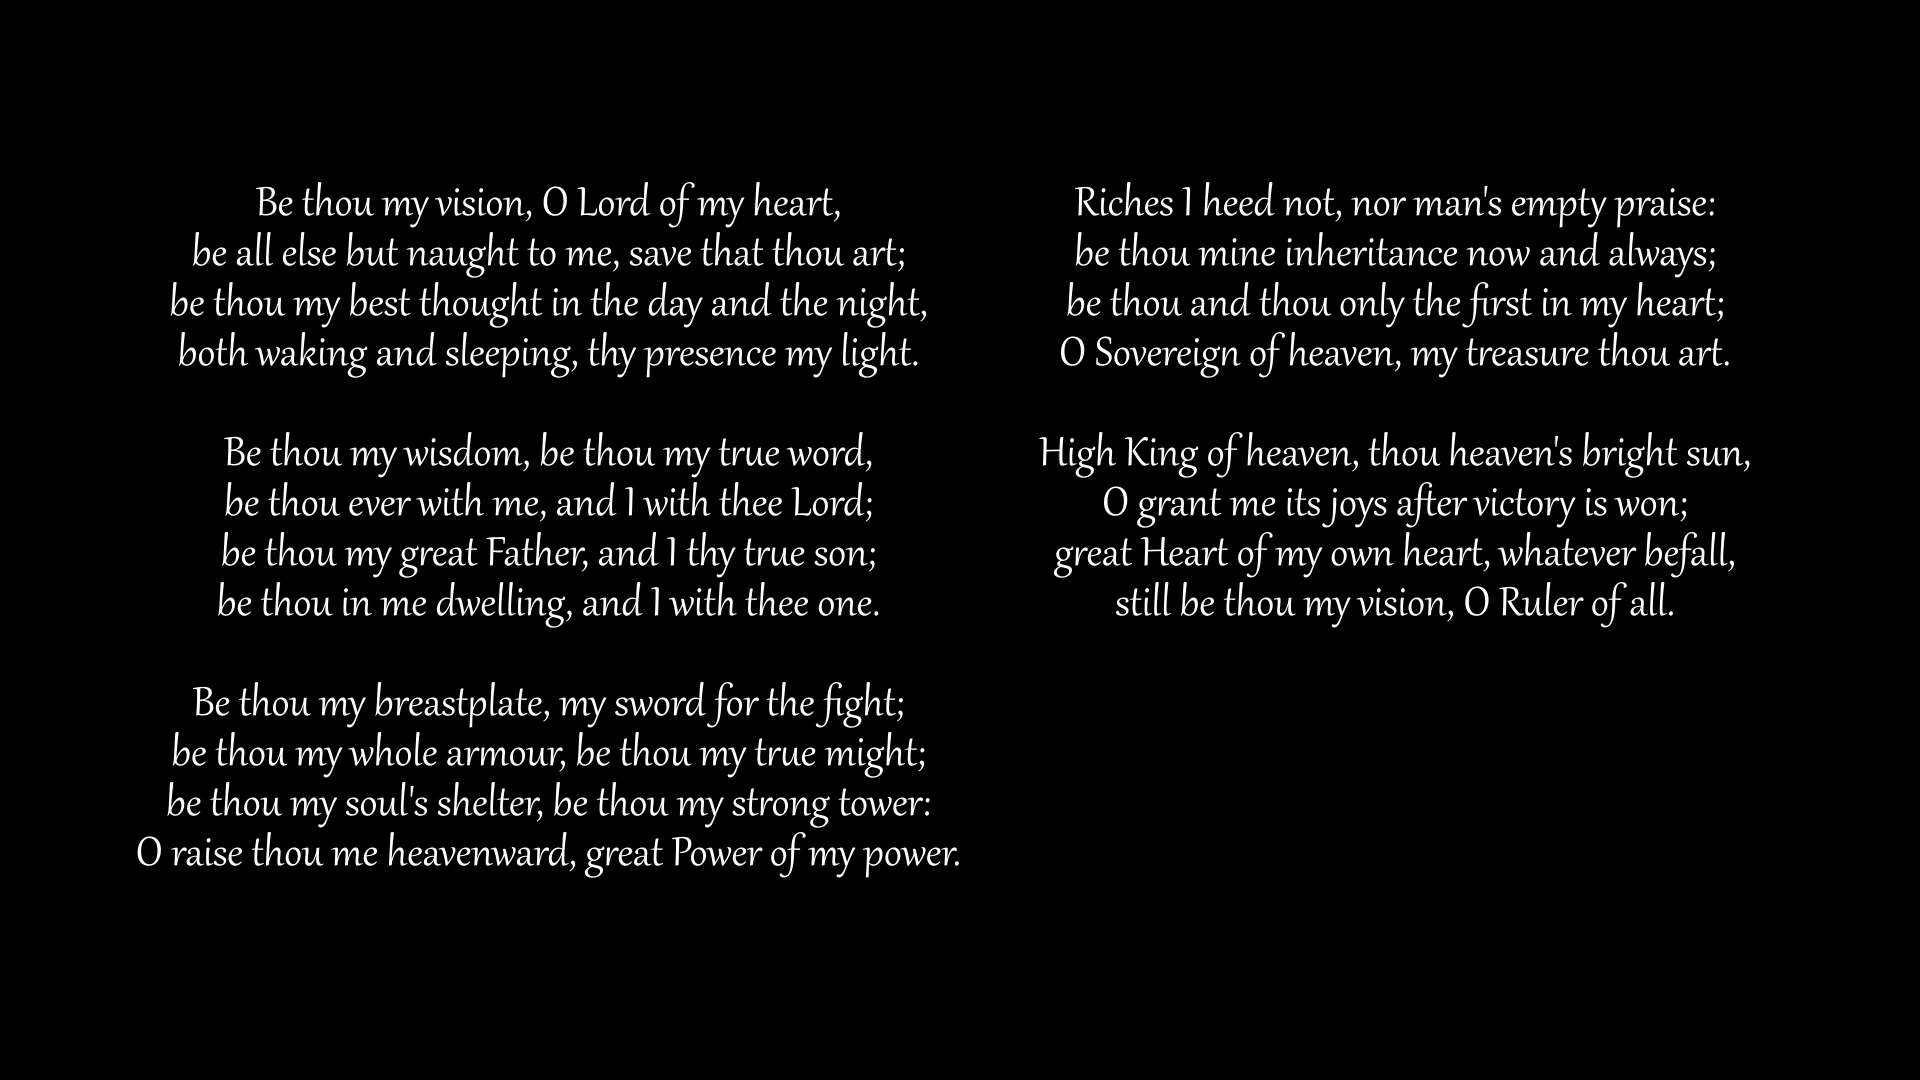 Be thou my vision, O Lord of my heart,
be all else but naught to me, save that thou art;
be thou my best thought in the day and the night,
both waking and sleeping, thy presence my light.

Be thou my wisdom, be thou my true word,
be thou ever with me, and I with thee Lord;
be thou my great Father, and I thy true son;
be thou in me dwelling, and I with thee one.

Be thou my breastplate, my sword for the fight;
be thou my whole armour, be thou my true might;
be thou my soul's shelter, be thou my strong tower:
O raise thou me heavenward, great Power of my power.

Riches I heed not, nor man's empty praise:
be thou mine inheritance now and always;
be thou and thou only the first in my heart;
O Sovereign of heaven, my treasure thou art.

High King of heaven, thou heaven's bright sun,
O grant me its joys after victory is won;
great Heart of my own heart, whatever befall,
still be thou my vision, O Ruler of all.